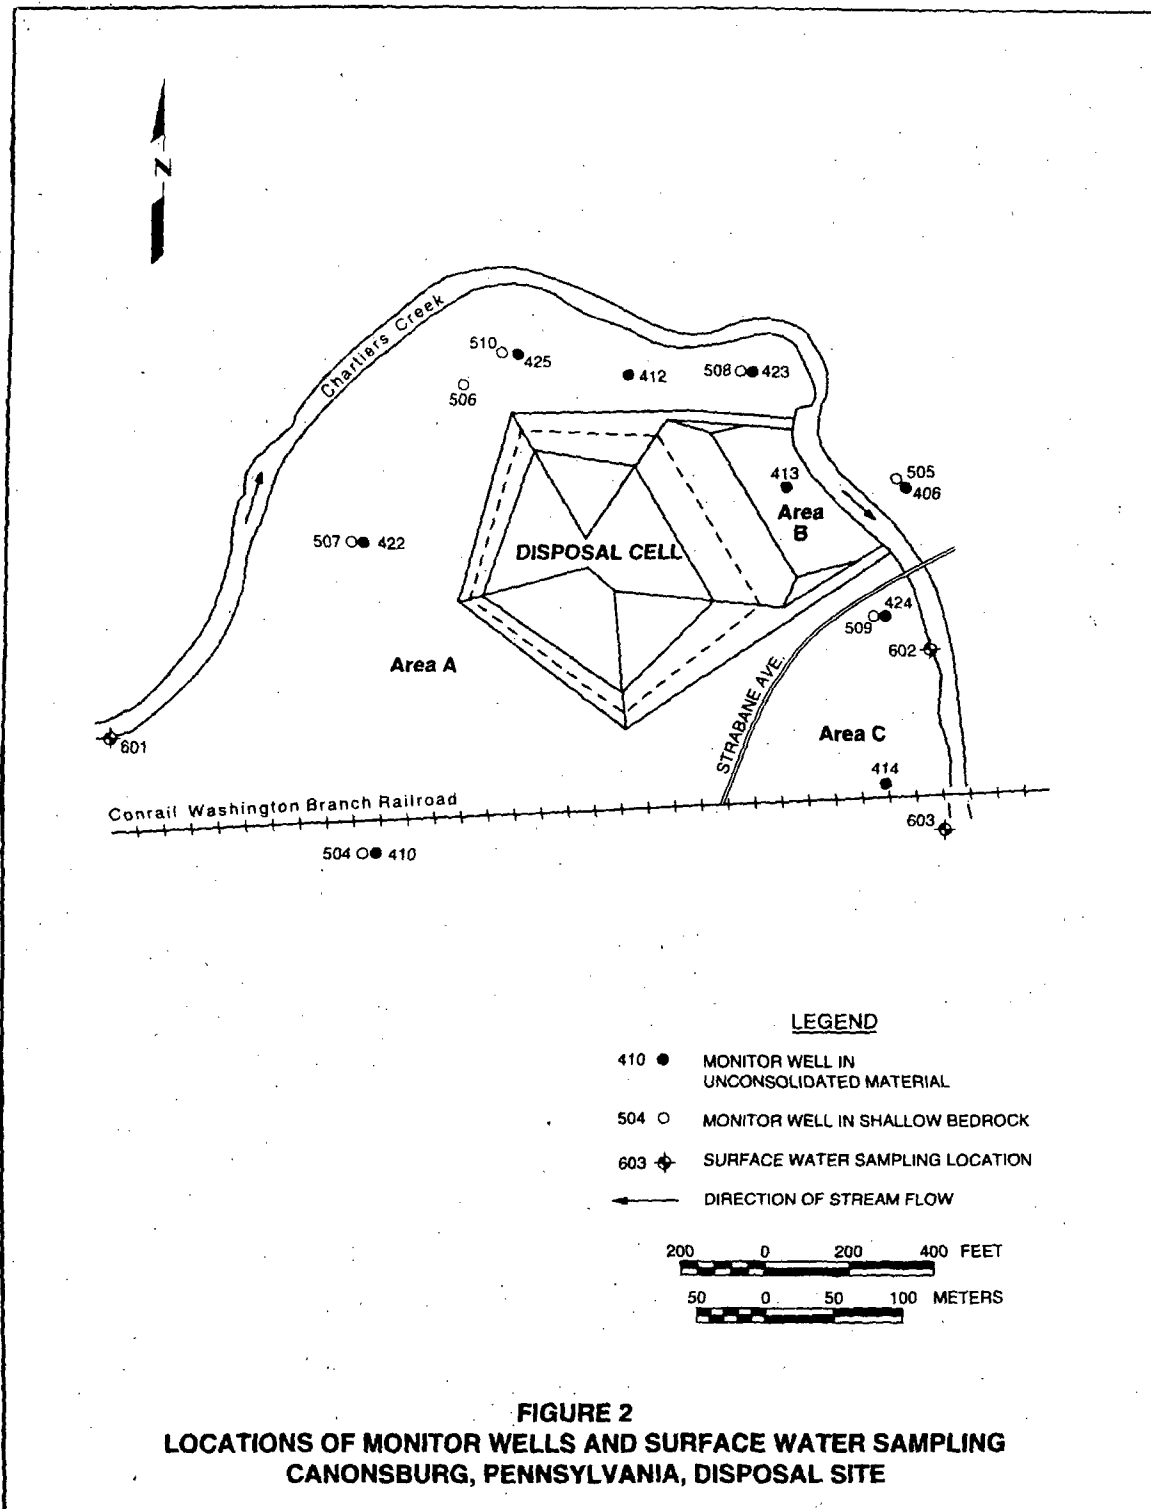 N
Chartiers Creek
510
425
506
412
508
423
505
406
413
Area
B
507
422
DISPOSAL CELL
424
509
602
Area A
STRABANE AVE.
Area C
601
414
Conrail Washington Branch Railroad
603
504
410
LEGEND
410
MONITOR WELL IN
UNCONSOLIDATED MATERIAL
504
MONITOR WELL IN SHALLOW BEDROCK
603
SURFACE WATER SAMPLING LOCATION
DIRECTION OF STREAM FLOW
200 0 200 400 FEET
50 0 50 100 METERS
FIGURE 2
LOCATIONS OF MONITOR WELLS AND SURFACE WATER SAMPLING
CANONSBURG, PENNSYLVANIA, DISPOSAL SITE